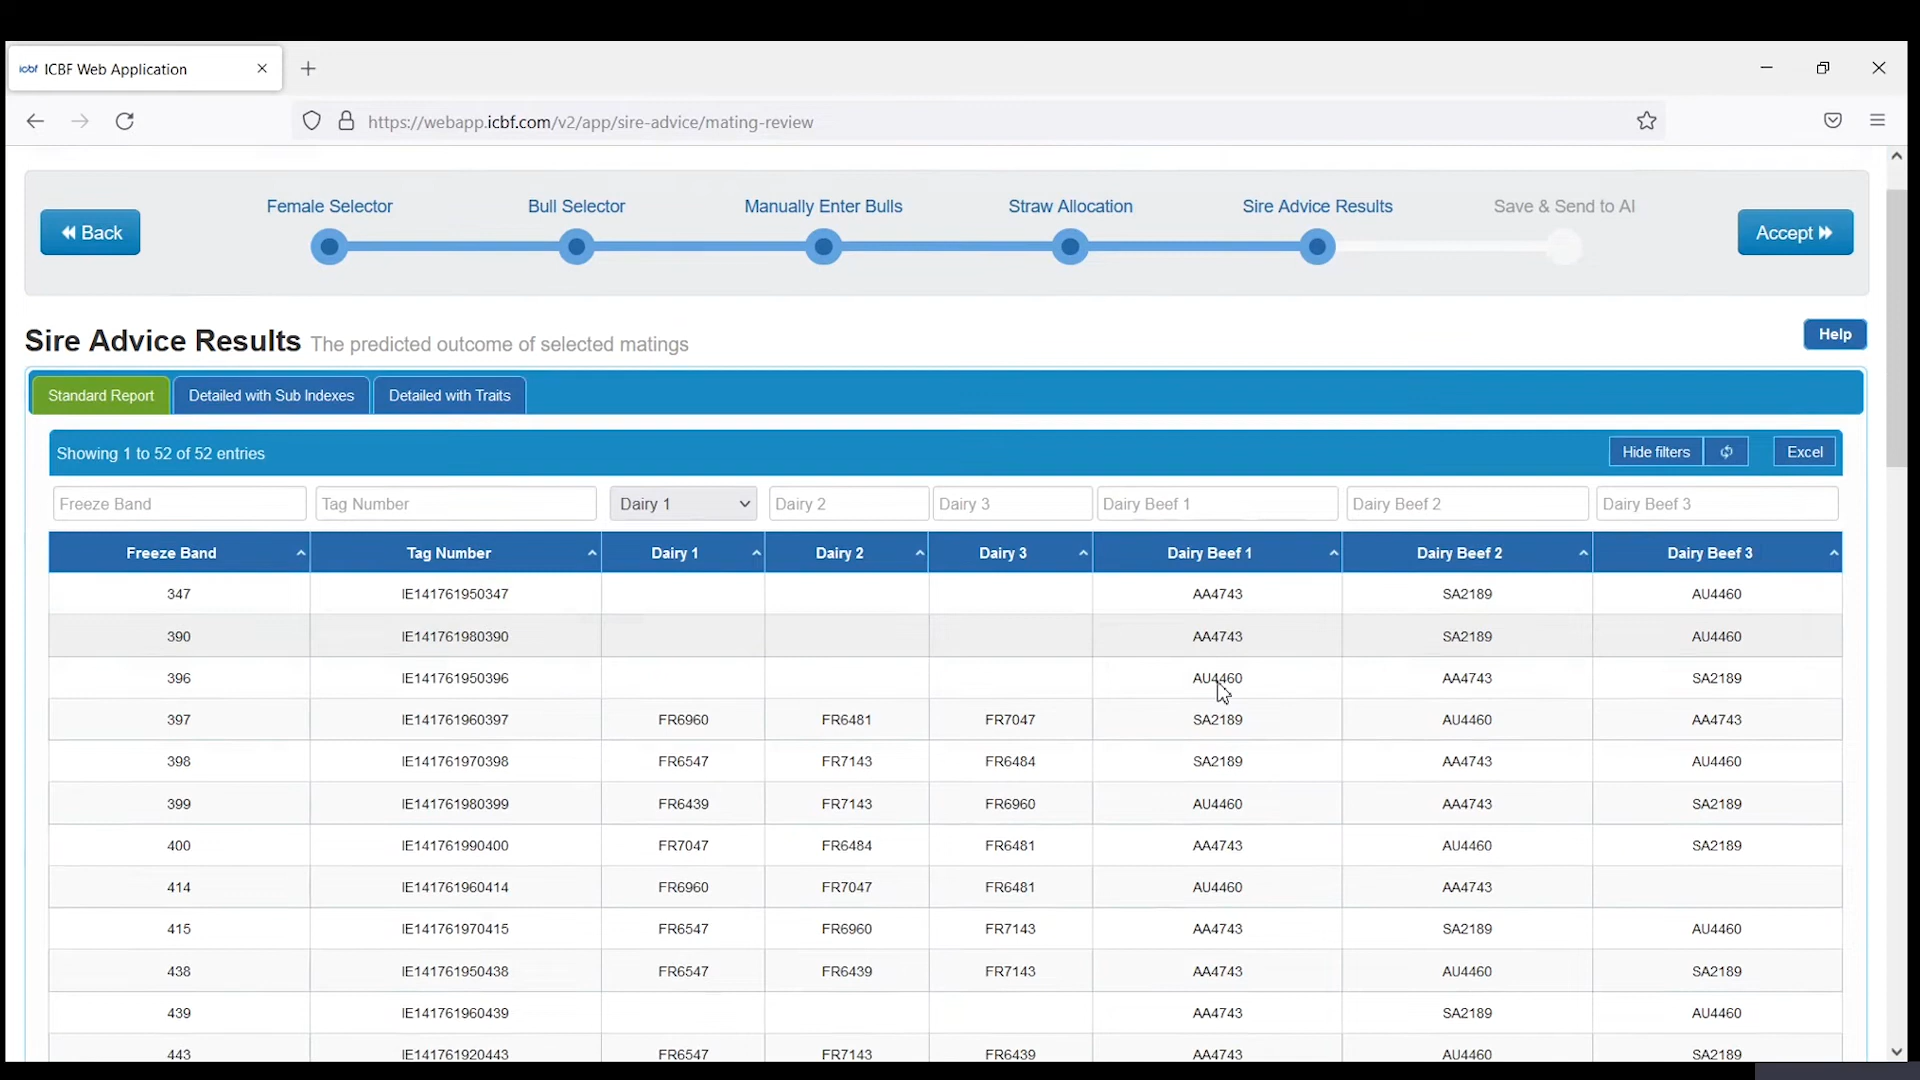 icbf ICBF Web Application
https://webapp.icbf.com/v2/app/sire-advice/mating-review
Female Selector Bull Selector Manually Enter Bulls Straw Allocation Sire Advice Results Save & Send to AI
Back Accept
Sire Advice Results The predicted outcome of selected matings Help
Standard Report Detailed with Sub Indexes Detailed with Traits
Showing 1 to 52 of 52 entries Hide filters Excel
Freeze Band Tag Number Dairy 1 Dairy 2 Dairy 3 Dairy Beef 1 Dairy Beef 2 Dairy Beef 3
Freeze Band Tag Number Dairy 1 Dairy 2 Dairy 3 Dairy Beef 1 Dairy Beef 2 Dairy Beef 3
347 IE141761950347 AA4743 SA2189 AU4460
390 IE141761980390 AA4743 SA2189 AU4460
396 IE141761950396 AU4460 AA4743 SA2189
397 IE141761960397 FR6960 FR6481 FR7047 SA2189 AU4460 AA4743
398 IE141761970398 FR6547 FR7143 FR6484 SA2189 AA4743 AU4460
399 IE141761980399 FR6439 FR7143 FR6960 AU4460 AA4743 SA2189
400 IE141761990400 FR7047 FR6484 FR6481 AA4743 AU4460 SA2189
414 IE141761960414 FR6960 FR7047 FR6481 AU4460 AA4743
415 IE141761970415 FR6547 FR6960 FR7143 AA4743 SA2189 AU4460
438 IE141761950438 FR6547 FR6439 FR7143 AA4743 AU4460 SA2189
439 IE141761960439 AA4743 SA2189 AU4460
443 IE141761920443 FR6547 FR7143 FR6439 AA4743 AU4460 SA2189